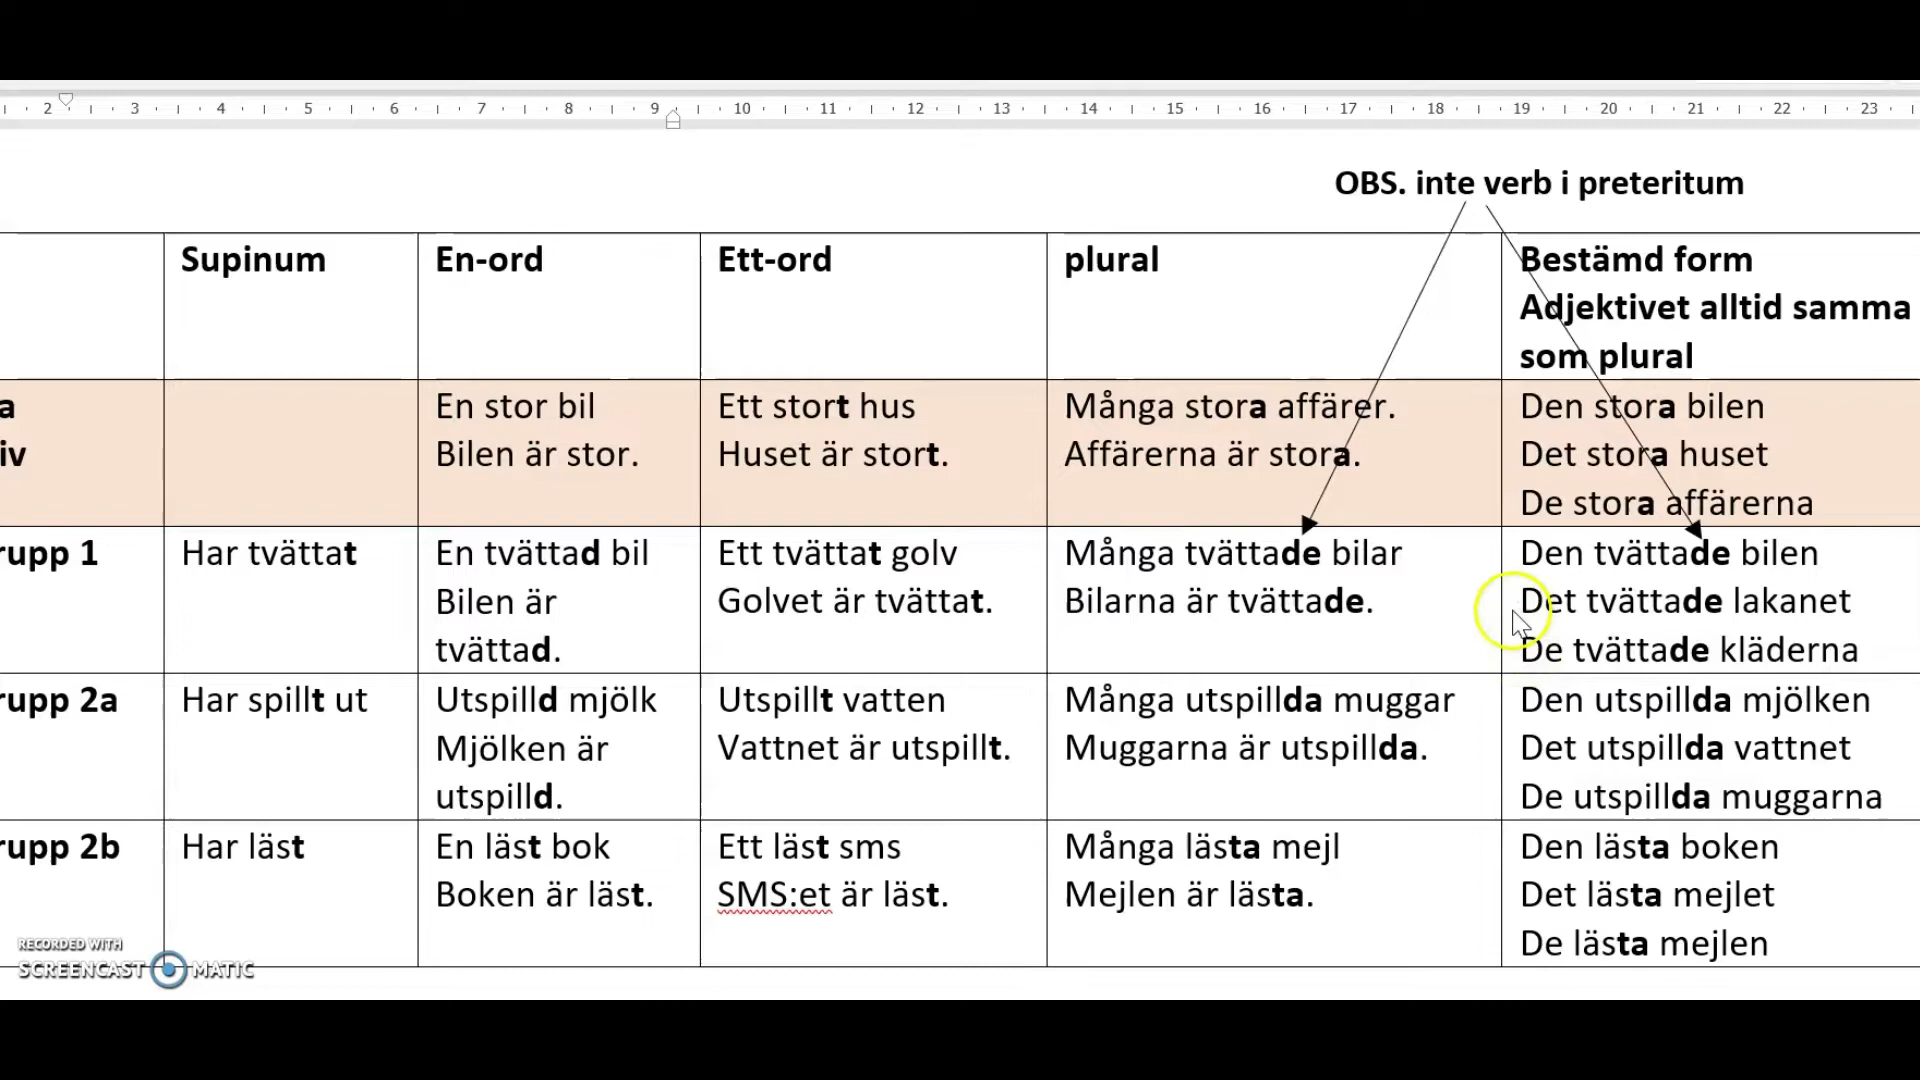 2 3 4 5 6 7 8 9 10 11 12 13 14 15 16 17 18 19 20 21 22 23
OBS. inte verb i preteritum
Supinum
En-ord
Ett-ord
plural
Bestämd form
Adjektivet alltid samma
som plural
a
iv
En stor bil
Bilen är stor.
Ett stort hus
Huset är stort.
Många stora affärer.
Affärerna är stora.
Den stora bilen
Det stora huset
De stora affärerna
rupp 1
Har tvättat
En tvättad bil
Bilen är
tvättad.
Ett tvättat golv
Golvet är tvättat.
Många tvättade bilar
Bilarna är tvättade.
Den tvättade bilen
Det tvättade lakanet
De tvättade kläderna
rupp 2a
Har spillt ut
Utspilld mjölk
Mjölken är
utspilld.
Utspillt vatten
Vattnet är utspillt.
Många utspillda muggar
Muggarna är utspillda.
Den utspillda mjölken
Det utspillda vattnet
De utspillda muggarna
rupp 2b
Har läst
En läst bok
Boken är läst.
Ett läst sms
SMS:et är läst.
Många lästa mejl
Mejlen är lästa.
Den lästa boken
Det lästa mejlet
De lästa mejlen
RECORDED WITH
SCREENCAST MATIC